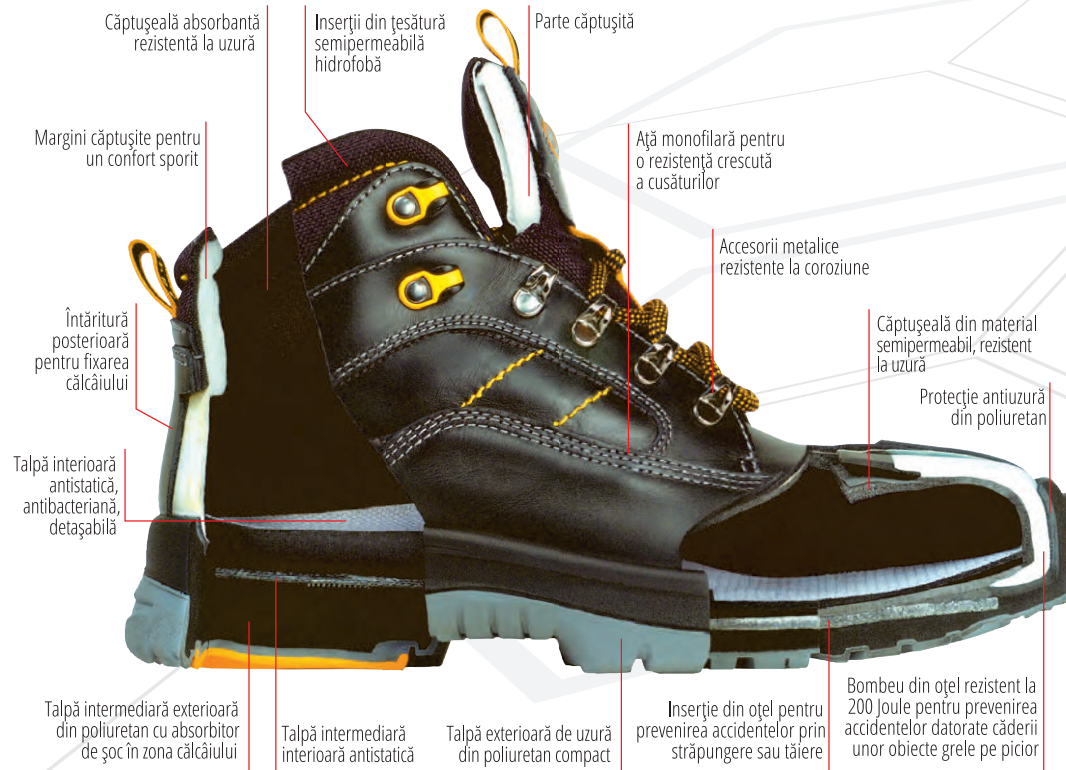 Căptușeală absorbantă
rezistentă la uzură
Inserții din țesătură
semipermeabilă
hidrofobă
Parte căptușită
Margini căptușite pentru
un confort sporit
Ață monofilară pentru
o rezistență crescută
a cusăturilor
Accesorii metalice
rezistente la coroziune
Întăritură
posterioară
pentru fixarea
călcâiului
Căptușeală din material
semipermeabil, rezistent
la uzură
Protecție antiuzură
din poliuretan
Talpă interioară
antistatică,
antibacteriană,
detașabilă
Talpă intermediară exterioară
din poliuretan cu absorbitor
de șoc în zona călcâiului
Talpă intermediară
interioară antistatică
Talpă exterioară de uzură
din poliuretan compact
Inserție din oțel pentru
prevenirea accidentelor prin
străpungere sau tăiere
Bombeu din oțel rezistent la
200 Joule pentru prevenirea
accidentelor datorate căderii
unor obiecte grele pe picior